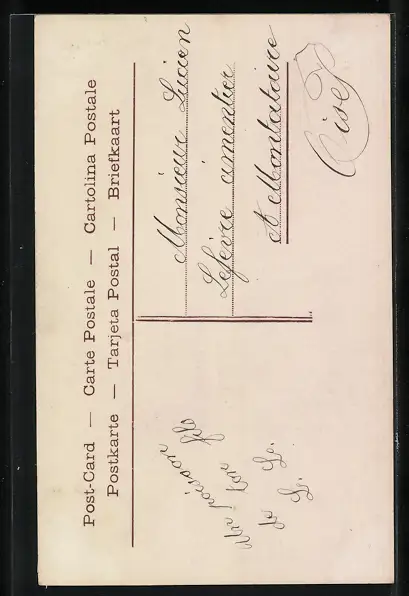 Post-Card — Carte Postale — Cartolina Postale
Postkarte — Tarjeta Postal — Briefkaart
Monsieur Lucien
Lefèvre cimentier
A Montataire
Oise